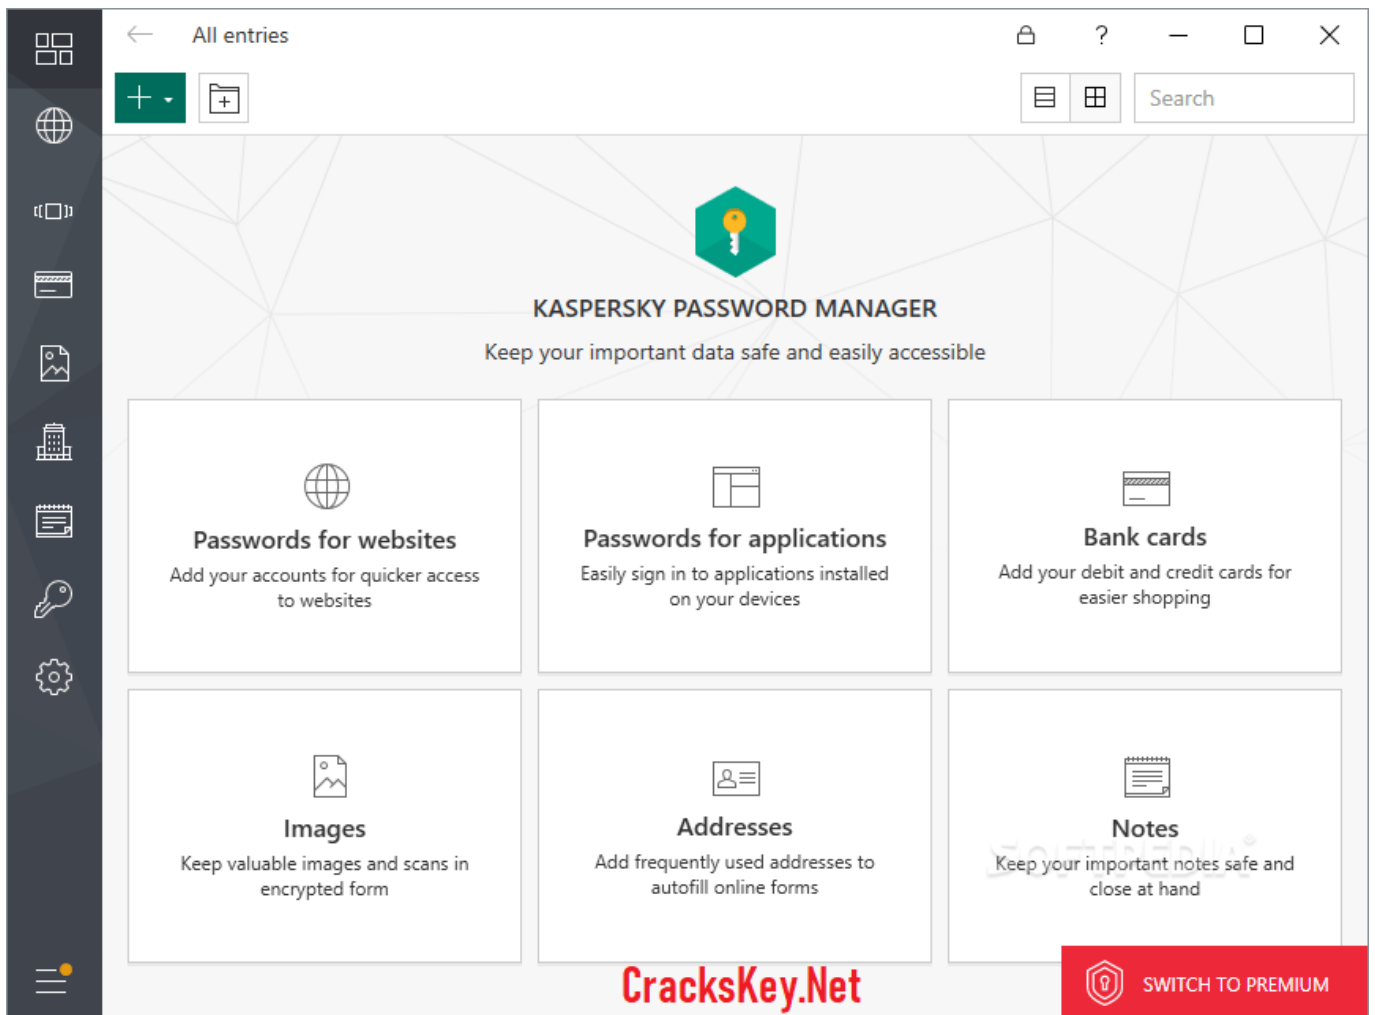 All entries
?
Search
KASPERSKY PASSWORD MANAGER
Keep your important data safe and easily accessible
Passwords for websites
Add your accounts for quicker access
to websites
Passwords for applications
Easily sign in to applications installed
on your devices
Bank cards
Add your debit and credit cards for
easier shopping
Images
Keep valuable images and scans in
encrypted form
Addresses
Add frequently used addresses to
autofill online forms
Notes
SOFTPEDIA®
Keep your important notes safe and
close at hand
CracksKey.Net
SWITCH TO PREMIUM